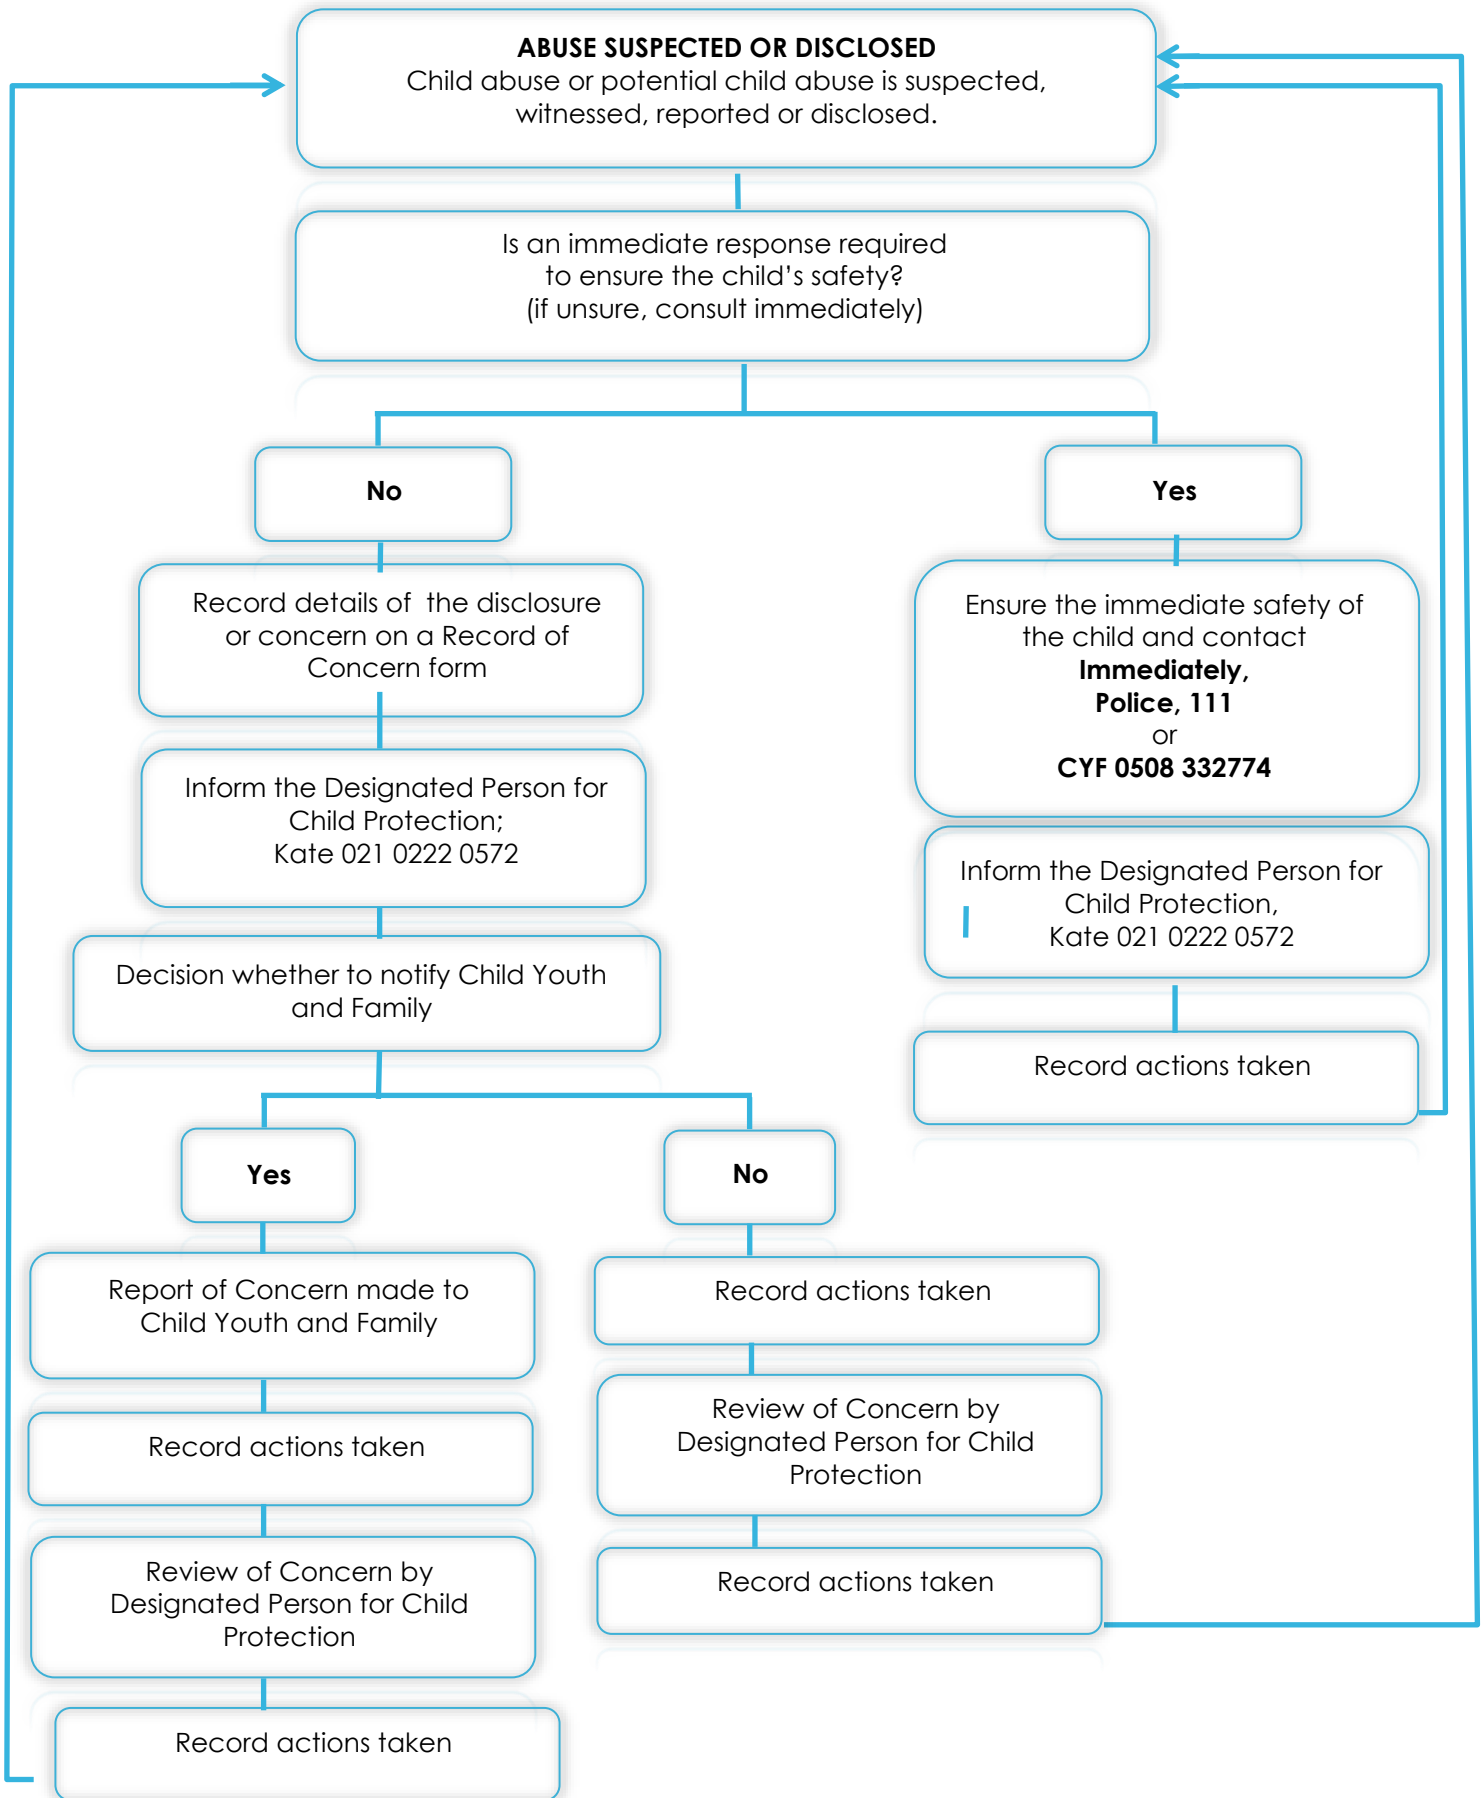 ABUSE SUSPECTED OR DISCLOSED
Child abuse or potential child abuse is suspected,
witnessed, reported or disclosed.
Is an immediate response required
to ensure the child’s safety?
(if unsure, consult immediately)
No
Yes
Record details of  the disclosure
or concern on a Record of
Concern form
Ensure the immediate safety of
the child and contact
Immediately,
Police, 111
or
CYF 0508 332774
Inform the Designated Person for
Child Protection;
Kate 021 0222 0572
Inform the Designated Person for
Child Protection,
Kate 021 0222 0572
Decision whether to notify Child Youth
and Family
Record actions taken
Yes
No
Report of Concern made to
Child Youth and Family
Record actions taken
Record actions taken
Review of Concern by
Designated Person for Child
Protection
Review of Concern by
Designated Person for Child
Protection
Record actions taken
Record actions taken